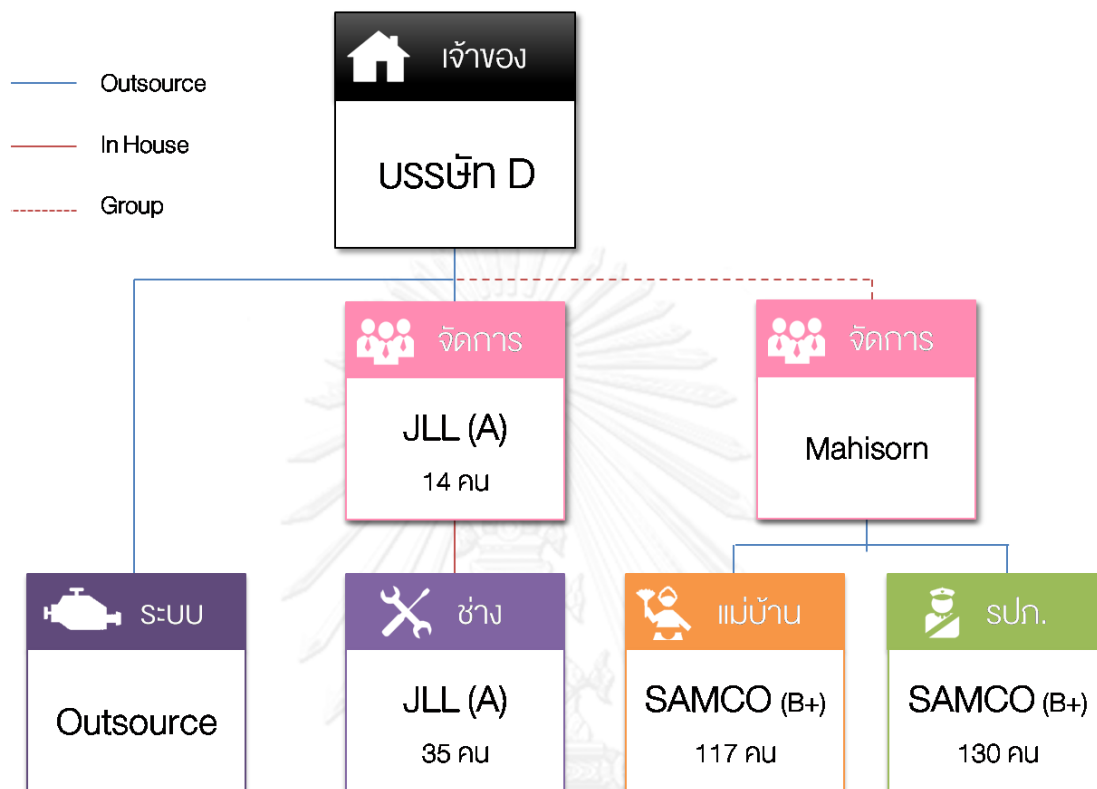 เจ้าของ
บรรษัท D
Outsource
In House
Group
จัดการ
JLL (A)
14 คน
จัดการ
Mahisorn
ระบบ
Outsource
ช่าง
JLL (A)
35 คน
แม่บ้าน
SAMCO (B+)
117 คน
รปภ.
SAMCO (B+)
130 คน